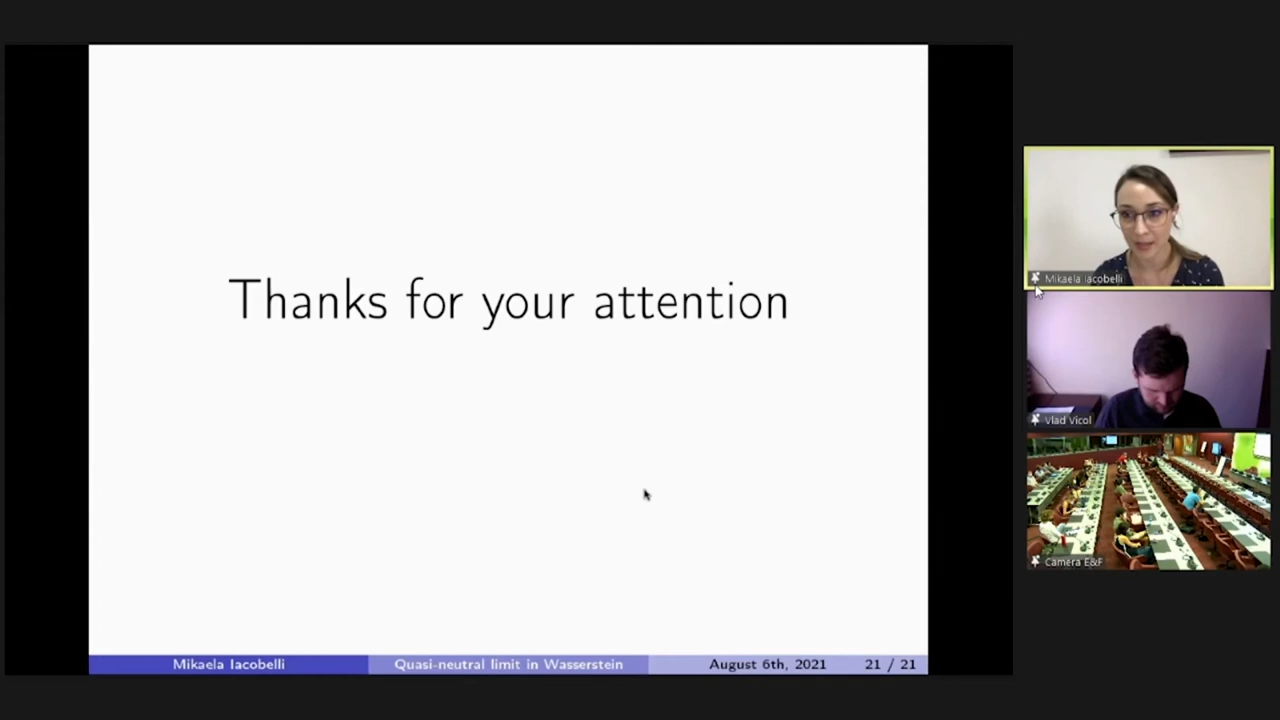 Thanks for your attention
Mikaela Iacobelli
Quasi-neutral limit in Wasserstein
August 6th, 2021
21 / 21
Mikaela Iacobelli
Vlad Vicol
Camera E&F